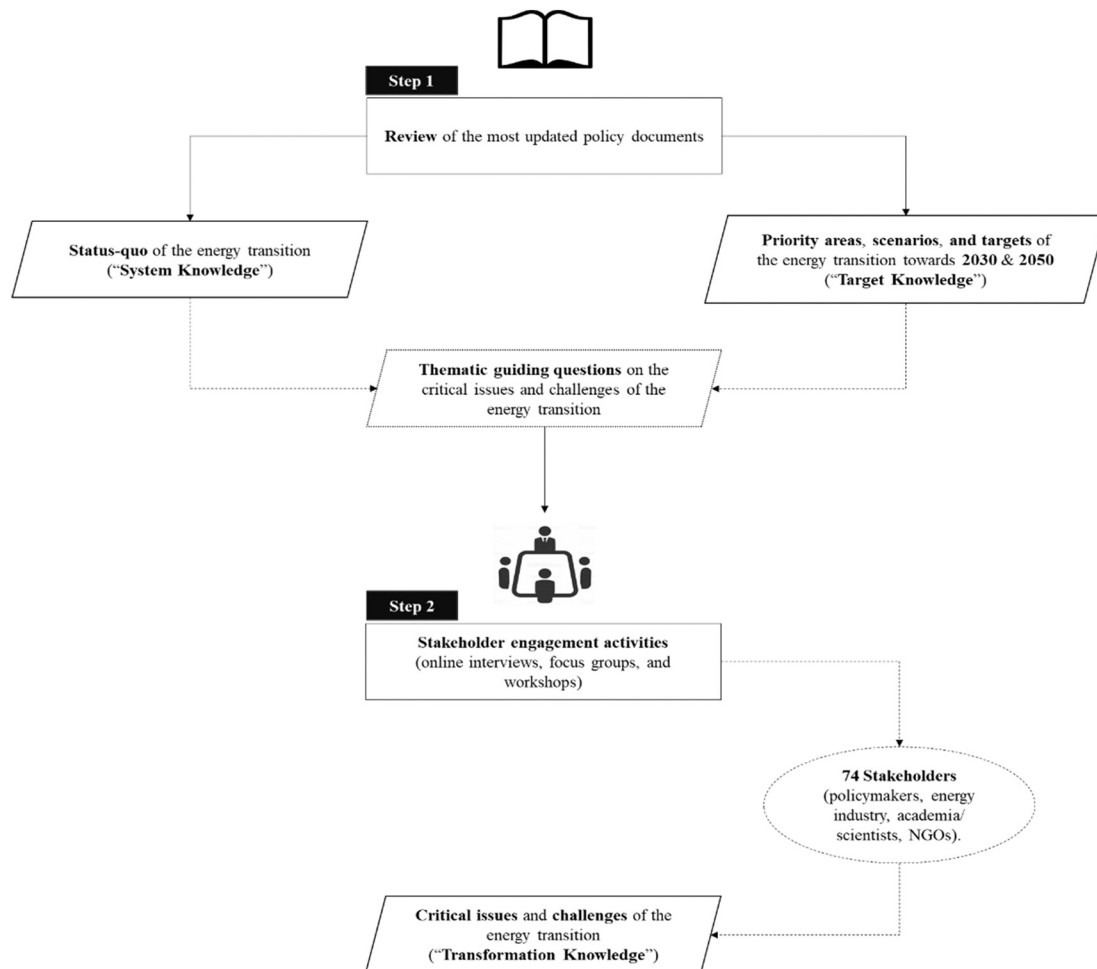 Step 1
Review of the most updated policy documents
Status-quo of the energy transition
(“System Knowledge”)
Priority areas, scenarios, and targets of
the energy transition towards 2030 & 2050
(“Target Knowledge”)
Thematic guiding questions on the
critical issues and challenges of the
energy transition
Step 2
Stakeholder engagement activities
(online interviews, focus groups, and
workshops)
74 Stakeholders
(policymakers, energy
industry, academia/
scientists, NGOs).
Critical issues and challenges of the
energy transition
(“Transformation Knowledge”)